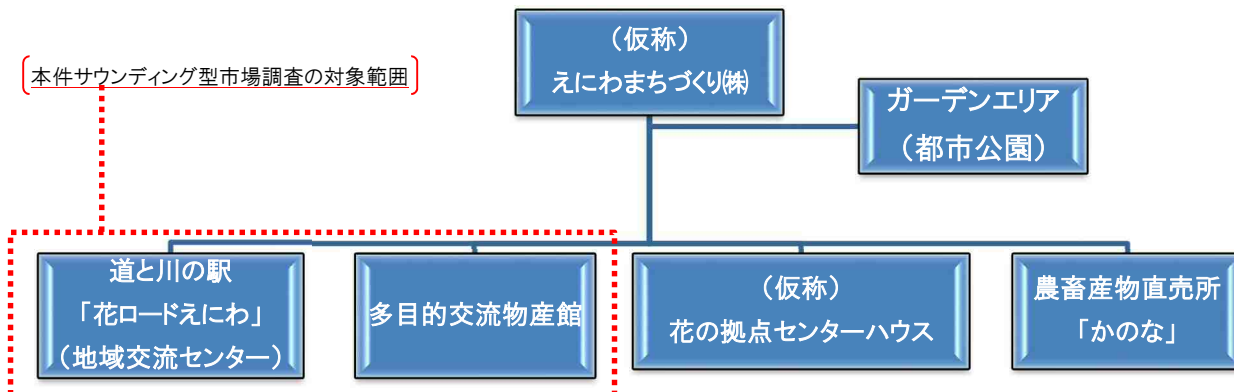 (仮称)
えにわまちづくり㈱
本件サウンディング型市場調査の対象範囲
ガーデンエリア
(都市公園)
道と川の駅
「花ロードえにわ」
(地域交流センター)
多目的交流物産館
(仮称)
花の拠点センターハウス
農畜産物直売所
「かのな」